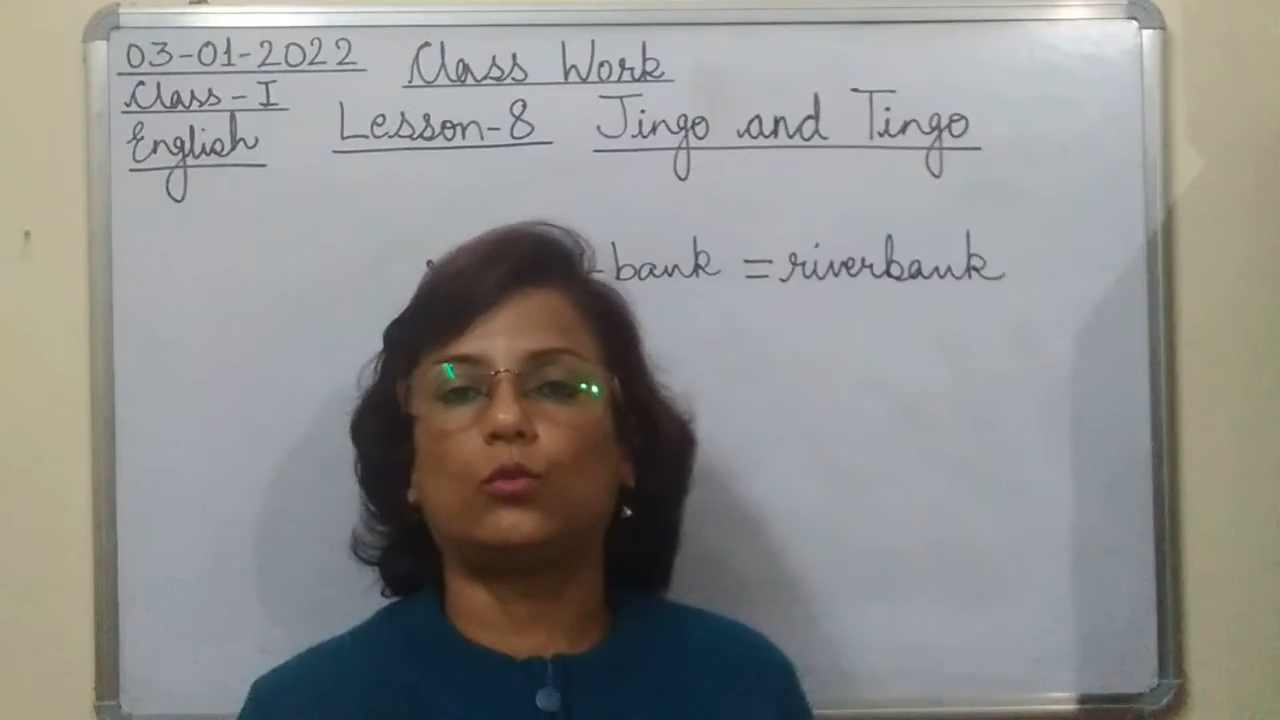 03-01-2022 Class Work
Class-I
English Lesson-8 Jingo and Tingo
-bank = riverbank